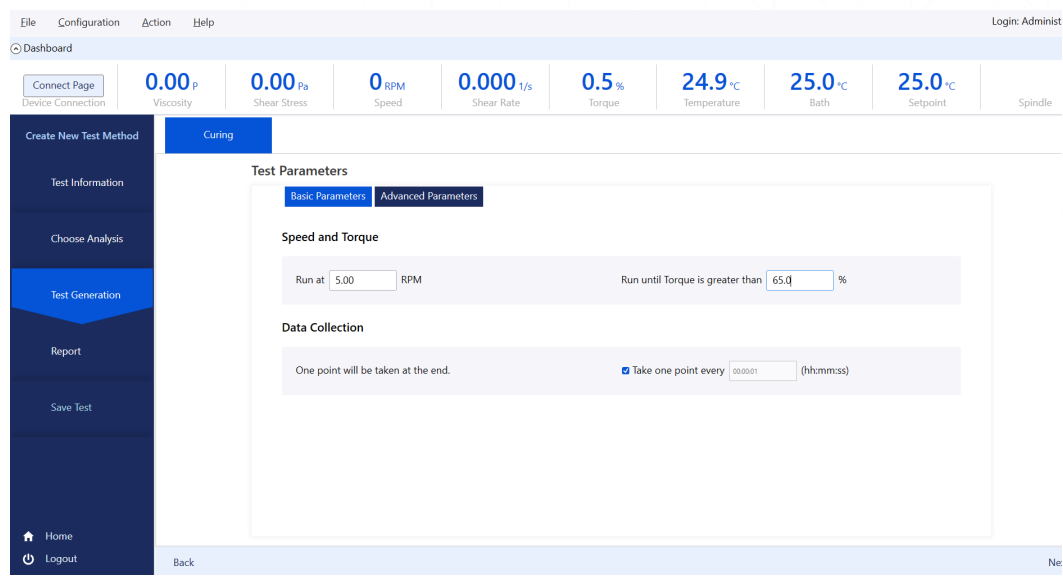 File Configuration Action Help Login: Administ
Dashboard
Connect Page
Device Connection
0.00 P
Viscosity
0.00 Pa
Shear Stress
0 RPM
Speed
0.000 1/s
Shear Rate
0.5 %
Torque
24.9 °C
Temperature
25.0 °C
Bath
25.0 °C
Setpoint
Spindle
Create New Test Method
Test Information
Choose Analysis
Test Generation
Report
Save Test
Home
Logout
Curing
Test Parameters
Basic Parameters Advanced Parameters
Speed and Torque
Run at 5.00 RPM Run until Torque is greater than 65.0 %
Data Collection
One point will be taken at the end. Take one point every 00:00:01 (hh:mm:ss)
Back Ne